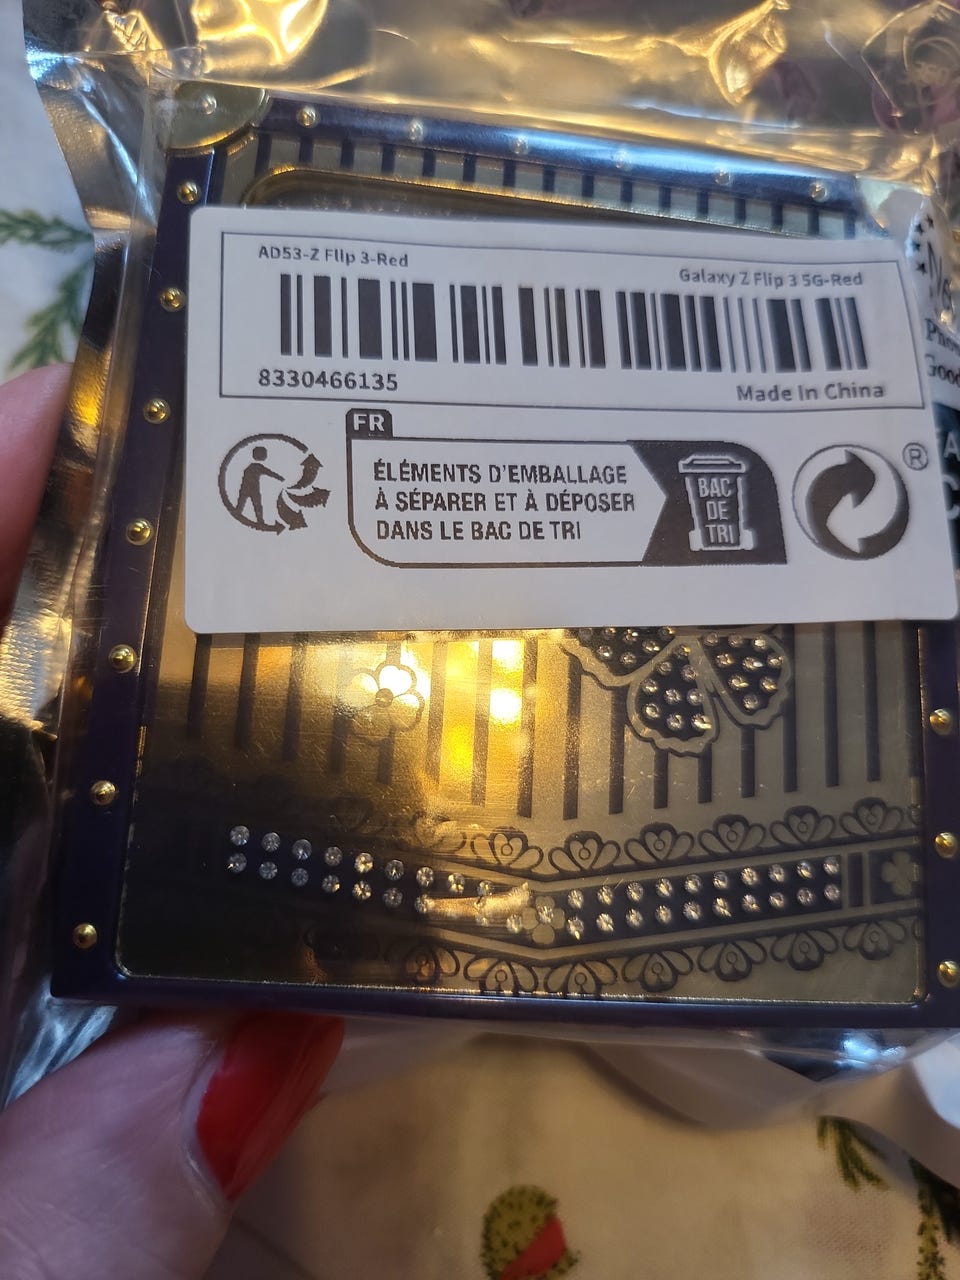 AD53-Z Flip 3-Red
Galaxy Z Flip 3 5G-Red
8330466135
Made In China
FR
ÉLÉMENTS D'EMBALLAGE
À SÉPARER ET À DÉPOSER
DANS LE BAC DE TRI
BAC
DE
TRI
®